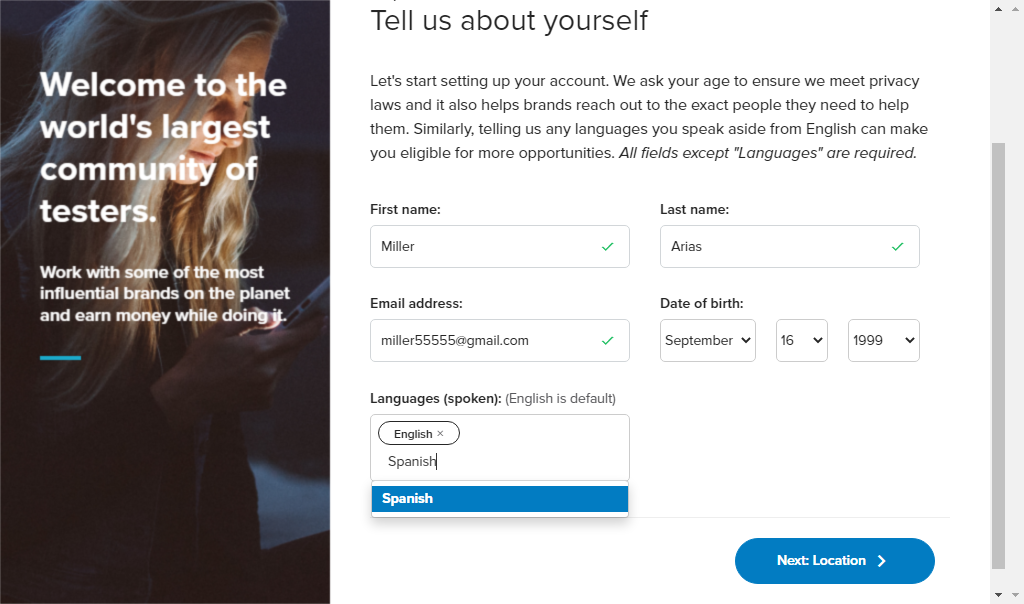 Welcome to the
world's largest
community of
testers.
Work with some of the most
influential brands on the planet
and earn money while doing it.
Tell us about yourself
Let's start setting up your account. We ask your age to ensure we meet privacy
laws and it also helps brands reach out to the exact people they need to help
them. Similarly, telling us any languages you speak aside from English can make
you eligible for more opportunities. All fields except "Languages" are required.
First name:
Last name:
Miller
Arias
Email address:
Date of birth:
miller55555@gmail.com
September
16
1999
Languages (spoken): (English is default)
English ×
Spanish
Spanish
Next: Location